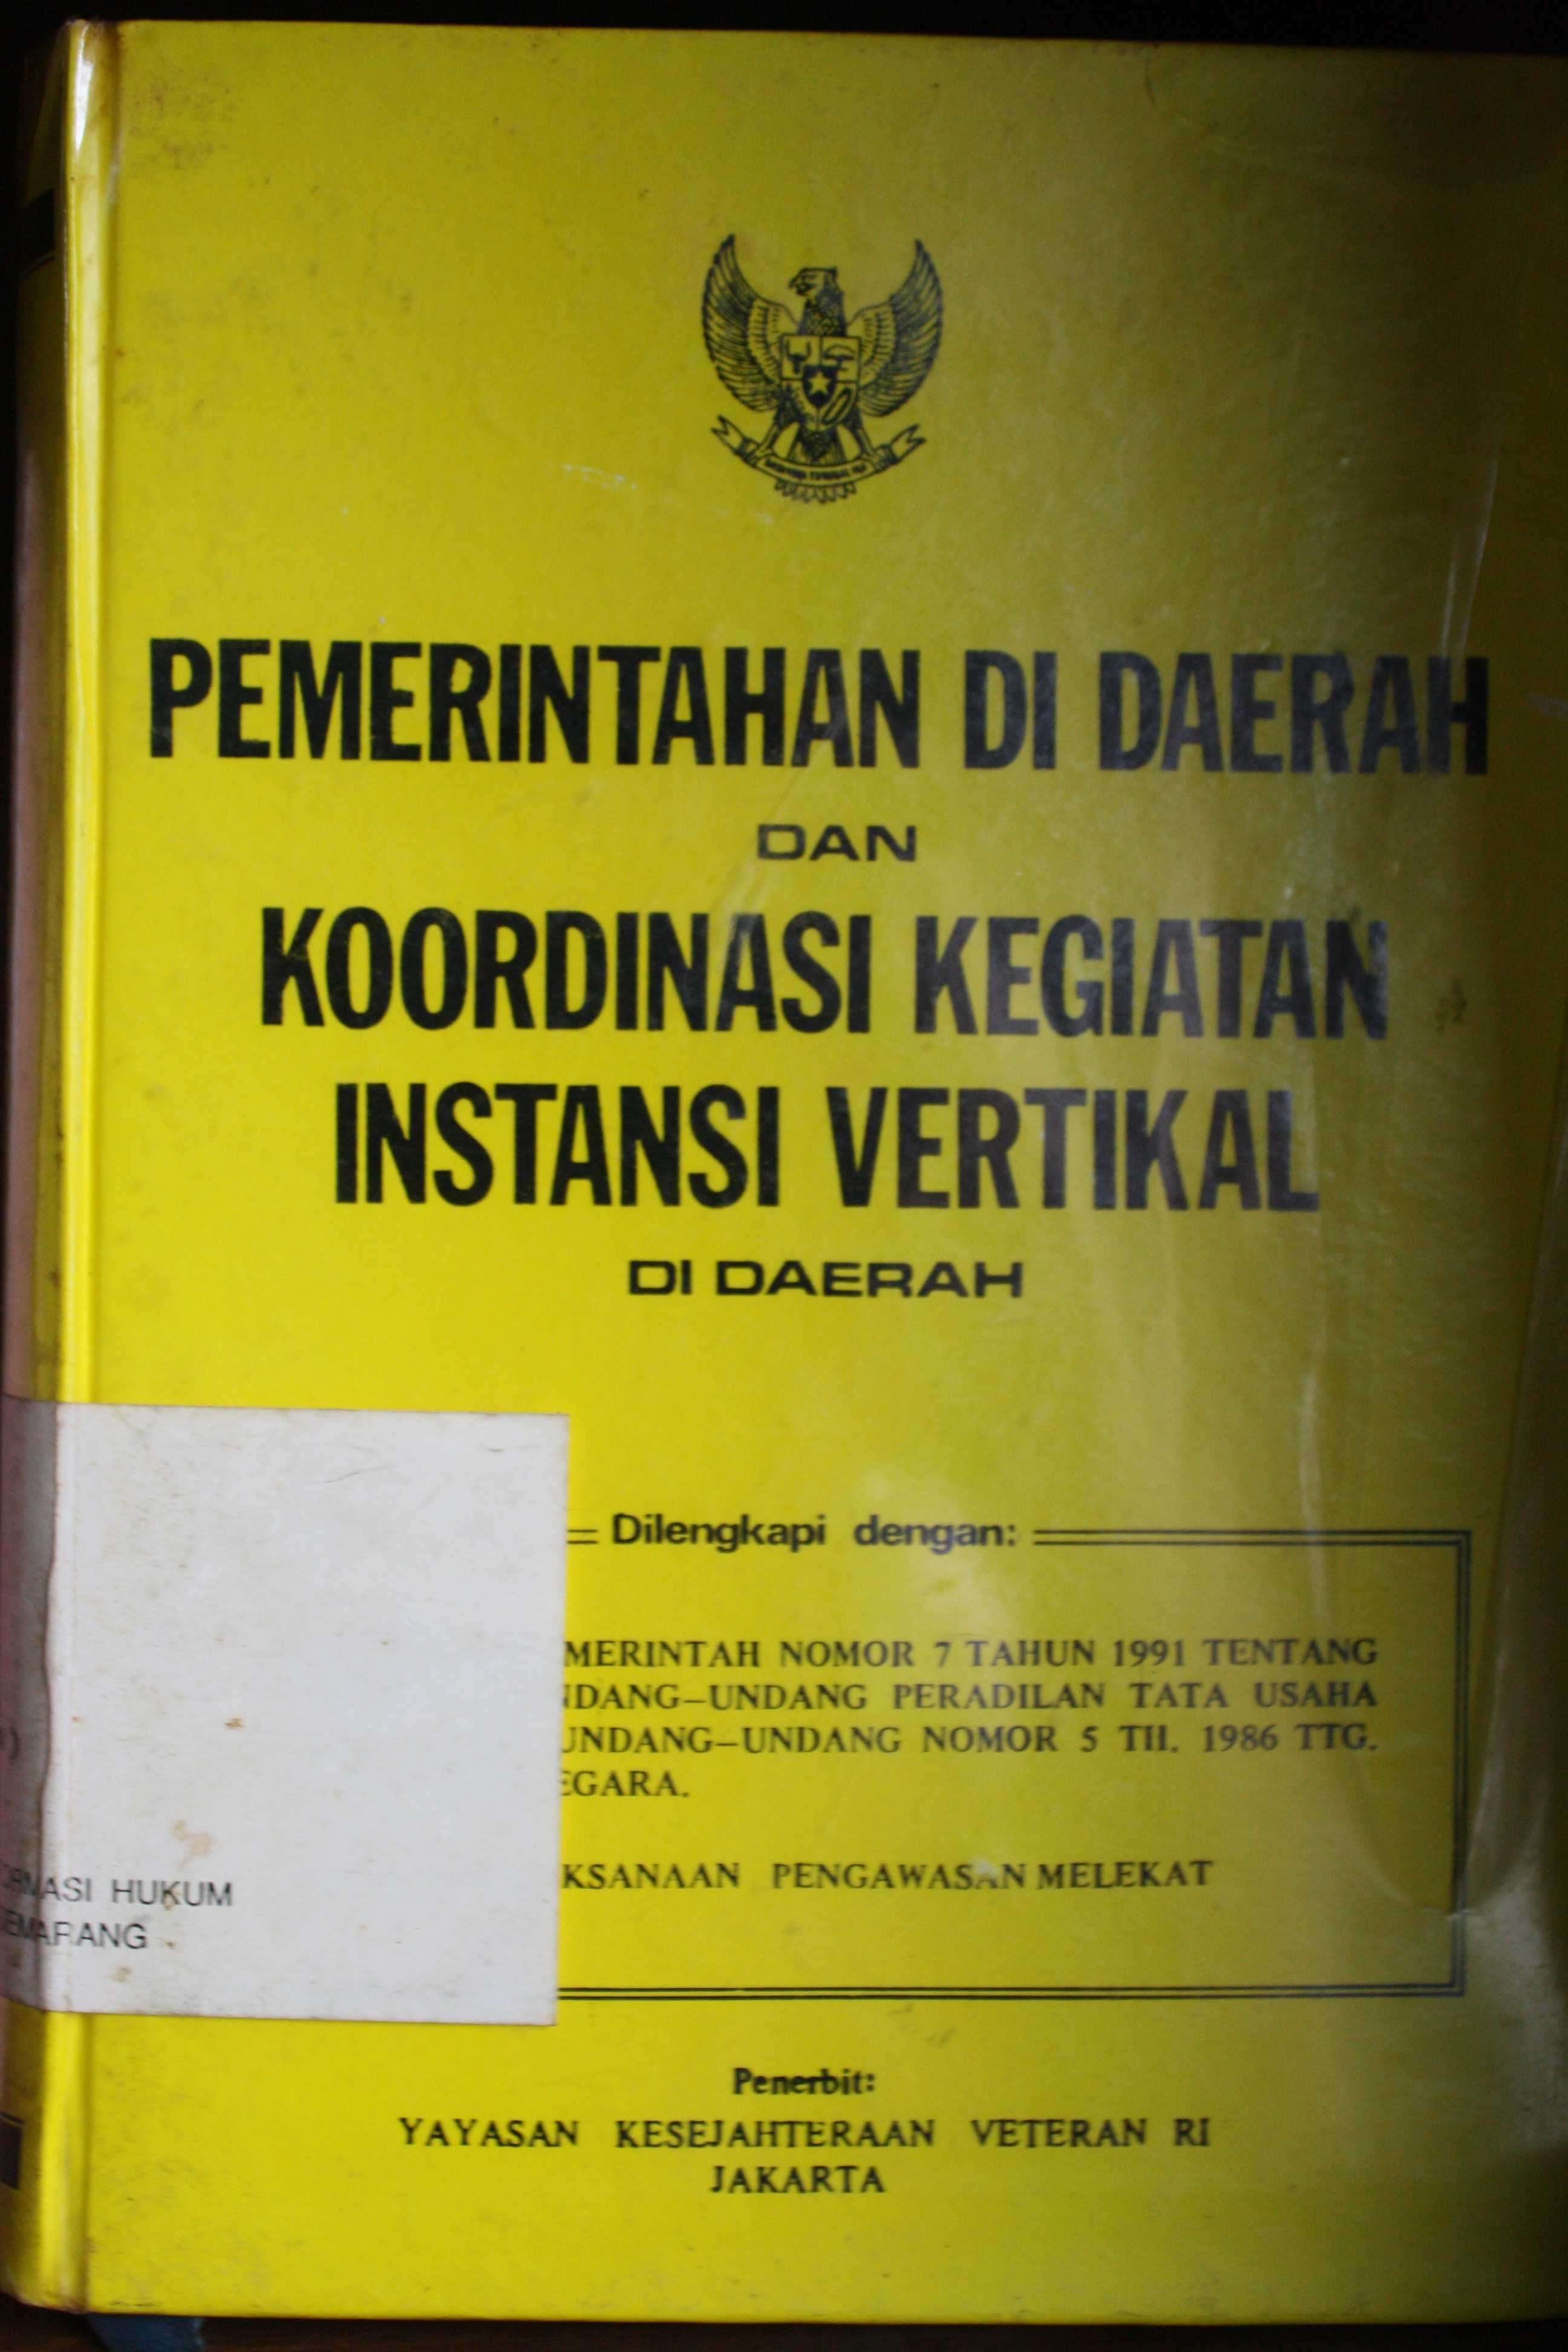 PEMERINTAHAN DI DAERAH
DAN
KOORDINASI KEGIATAN
INSTANSI VERTIKAL
DI DAERAH
Dilengkapi dengan:
MERINTAH NOMOR 7 TAHUN 1991 TENTANG
NDANG–UNDANG PERADILAN TATA USAHA
UNDANG–UNDANG NOMOR 5 TH. 1986 TTG.
EGARA.
KSANAAN PENGAWASAN MELEKAT
RMASI HUKUM
EMARANG
Penerbit:
YAYASAN KESEJAHTERAAN VETERAN RI
JAKARTA